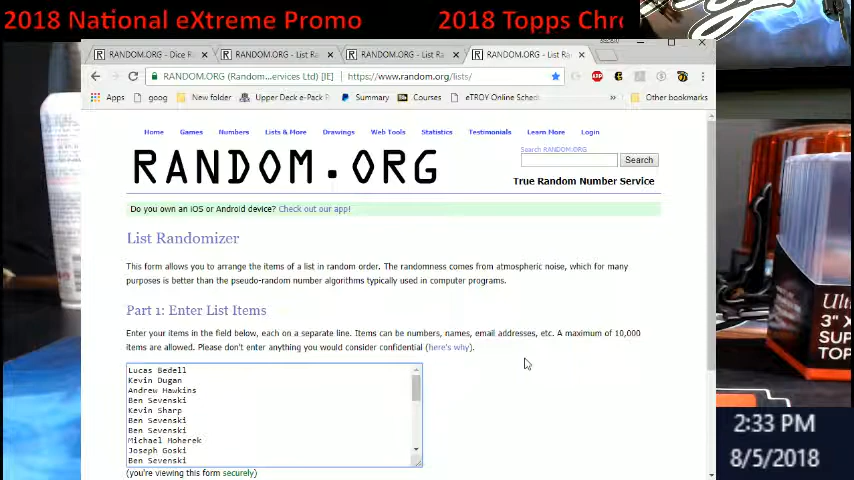 2018 National eXtreme Promo 2018 Topps Chr
RANDOM.ORG - Dice R RANDOM.ORG - List Ra RANDOM.ORG - List Ra RANDOM.ORG - List Ra
RANDOM.ORG (Random...ervices Ltd) [IE] https://www.random.org/lists/
Apps goog New folder Upper Deck e-Pack Summary Courses eTROY Online Sched » Other bookmarks
Home Games Numbers Lists & More Drawings Web Tools Statistics Testimonials Learn More Login
Search RANDOM.ORG
RANDOM.ORG
Search
True Random Number Service
Do you own an iOS or Android device? Check out our app!
List Randomizer
This form allows you to arrange the items of a list in random order. The randomness comes from atmospheric noise, which for many
purposes is better than the pseudo-random number algorithms typically used in computer programs.
Part 1: Enter List Items
Enter your items in the field below, each on a separate line. Items can be numbers, names, email addresses, etc. A maximum of 10,000
items are allowed. Please don't enter anything you would consider confidential (here's why).
Lucas Bedell
Kevin Dugan
Andrew Hawkins
Ben Sevenski
Kevin Sharp
Ben Sevenski
Ben Sevenski
Michael Moherek
Joseph Goski
Ben Sevenski
(you're viewing this form securely)
Ul
3" X
SUP
TOP
2:33 PM
8/5/2018